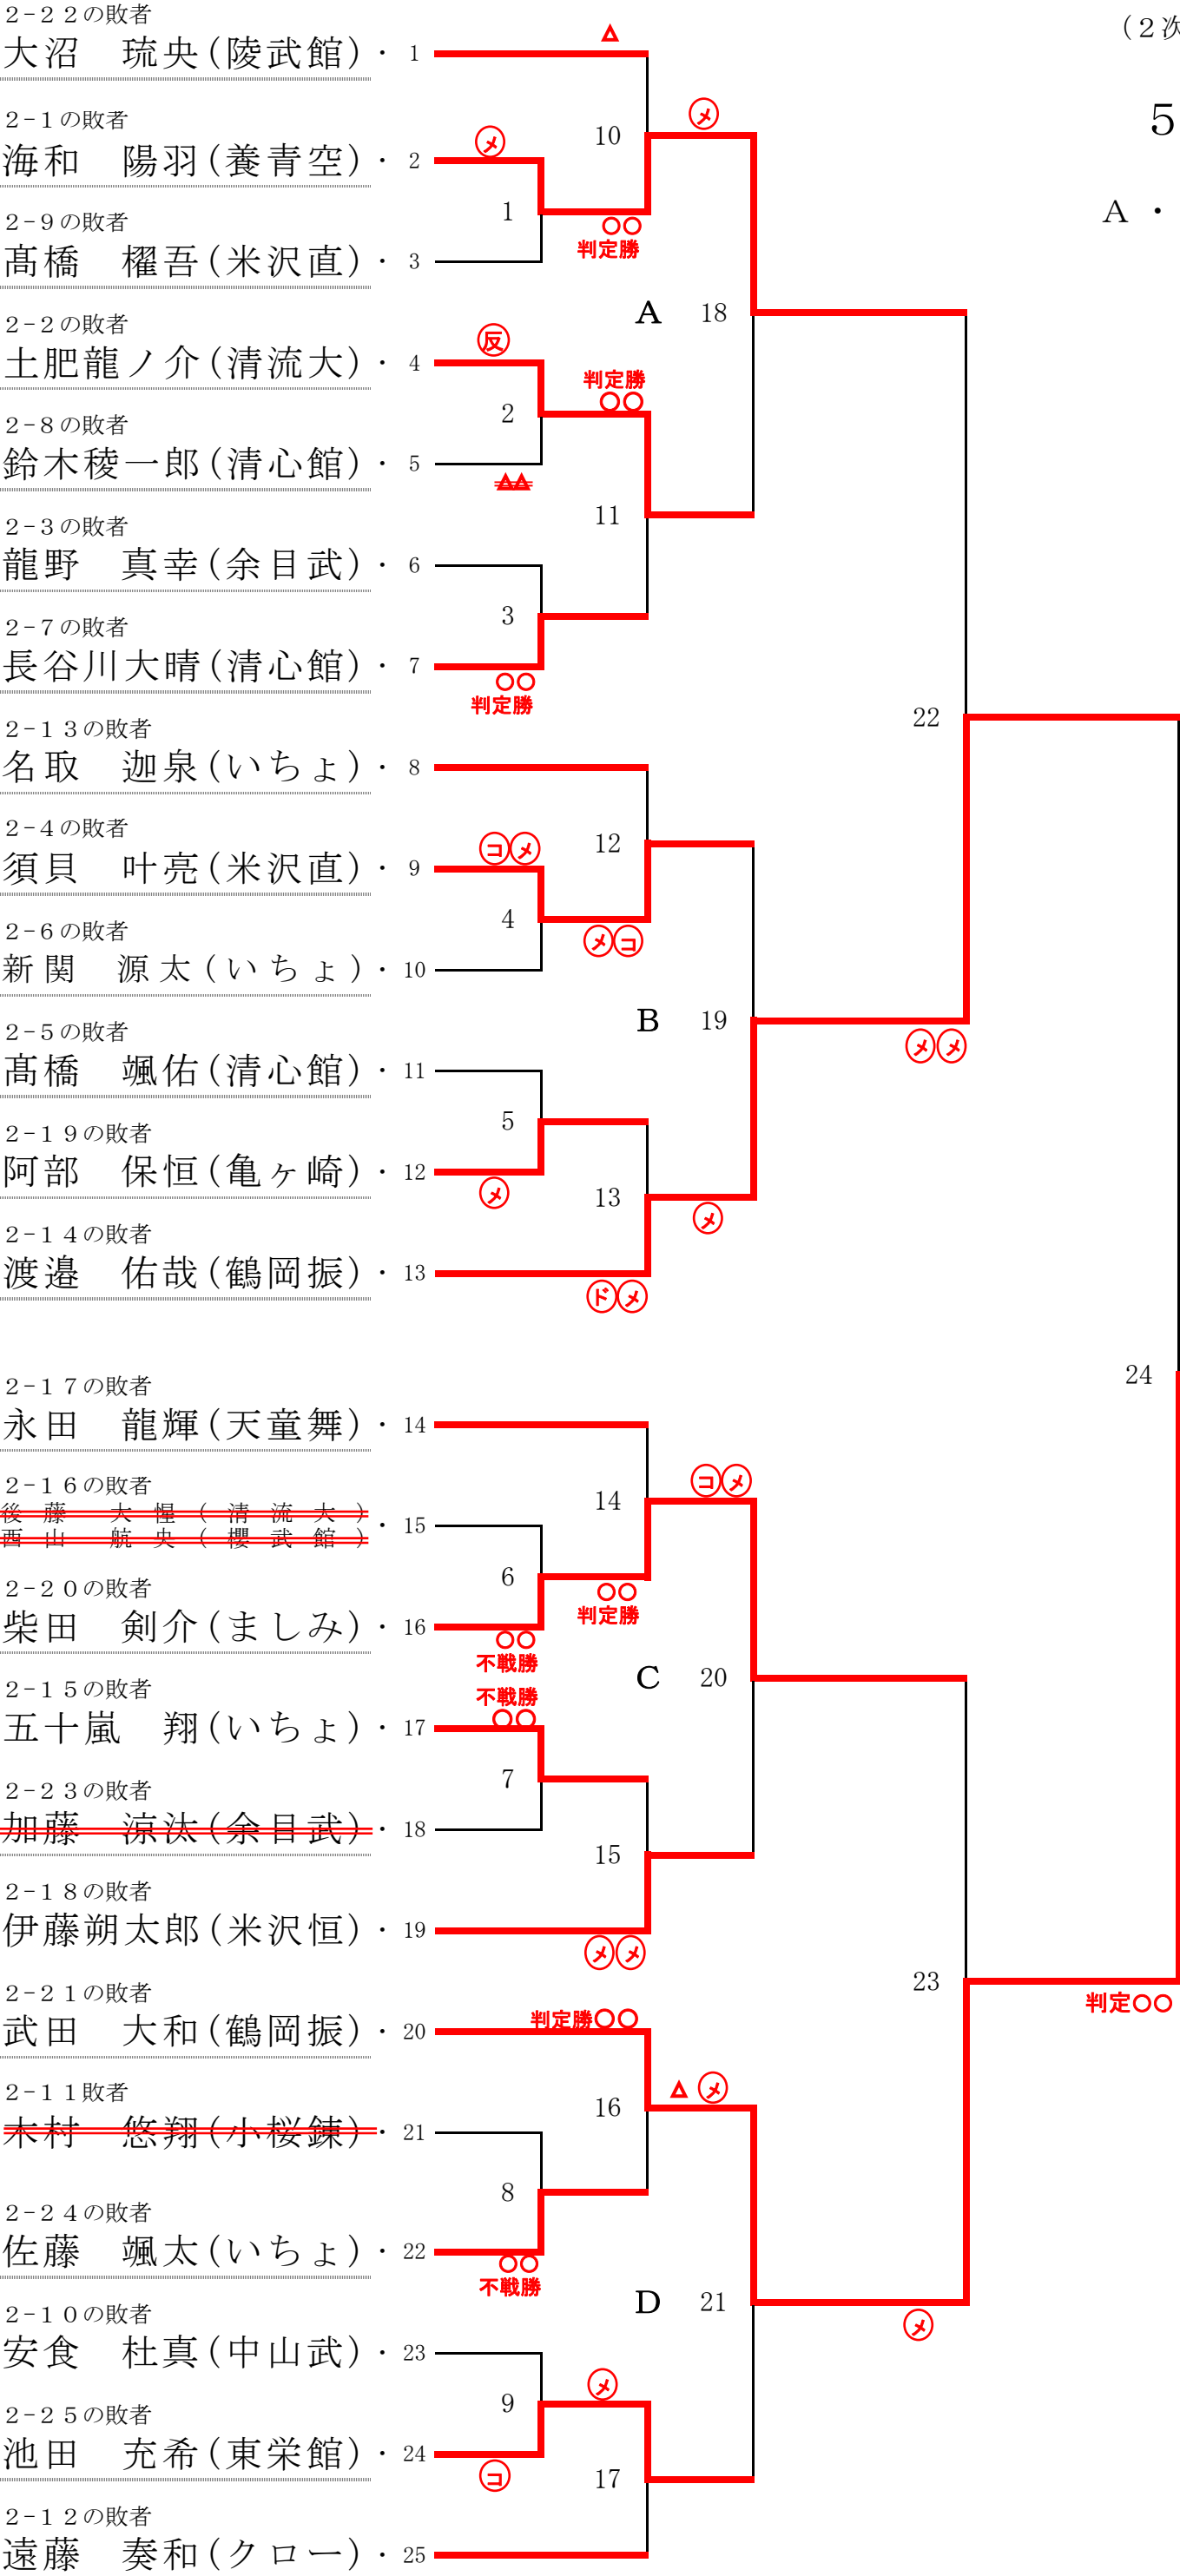 2-22の敗者
(２次
大沼　琉央(陵武館)・ 1
△
５
2-1の敗者
10
メ
海和　陽羽(養青空)・ 2
メ
1
A ・
2-9の敗者
○○
判定勝
髙橋　櫂吾(米沢直)・ 3
A 18
2-2の敗者
反
土肥龍ノ介(清流大)・ 4
判定勝
○○
2
2-8の敗者
鈴木稜一郎(清心館)・ 5
△△
11
2-3の敗者
龍野　真幸(余目武)・ 6
3
2-7の敗者
長谷川大晴(清心館)・ 7
○○
判定勝
22
2-13の敗者
名取　迦泉(いちょ)・ 8
2-4の敗者
コメ
12
須貝　叶亮(米沢直)・ 9
4
2-6の敗者
メコ
新関　源太(いちょ)・ 10
B 19
2-5の敗者
メメ
髙橋　颯佑(清心館)・ 11
5
2-19の敗者
阿部　保恒(亀ヶ崎)・ 12
メ
13
メ
2-14の敗者
渡邉　佑哉(鶴岡振)・ 13
ドメ
24
2-17の敗者
永田　龍輝(天童舞)・ 14
コメ
2-16の敗者
14
後藤　大惺(清流大)
西山　航央(櫻武館)
・ 15
6
2-20の敗者
○○
判定勝
柴田　剣介(ましみ)・ 16
○○
不戦勝
C 20
2-15の敗者
不戦勝
○○
五十嵐　翔(いちょ)・ 17
7
2-23の敗者
加藤　涼汰(余目武)・ 18
15
2-18の敗者
伊藤朔太郎(米沢恒)・ 19
メメ
23
2-21の敗者
判定○○
判定勝○○
武田　大和(鶴岡振)・ 20
△ メ
2-11敗者
16
木村　悠翔(小桜錬)・ 21
8
2-24の敗者
佐藤　颯太(いちょ)・ 22
○○
不戦勝
D 21
2-10の敗者
メ
安食　杜真(中山武)・ 23
メ
9
2-25の敗者
池田　充希(東栄館)・ 24
コ
17
2-12の敗者
遠藤　奏和(クロー)・ 25